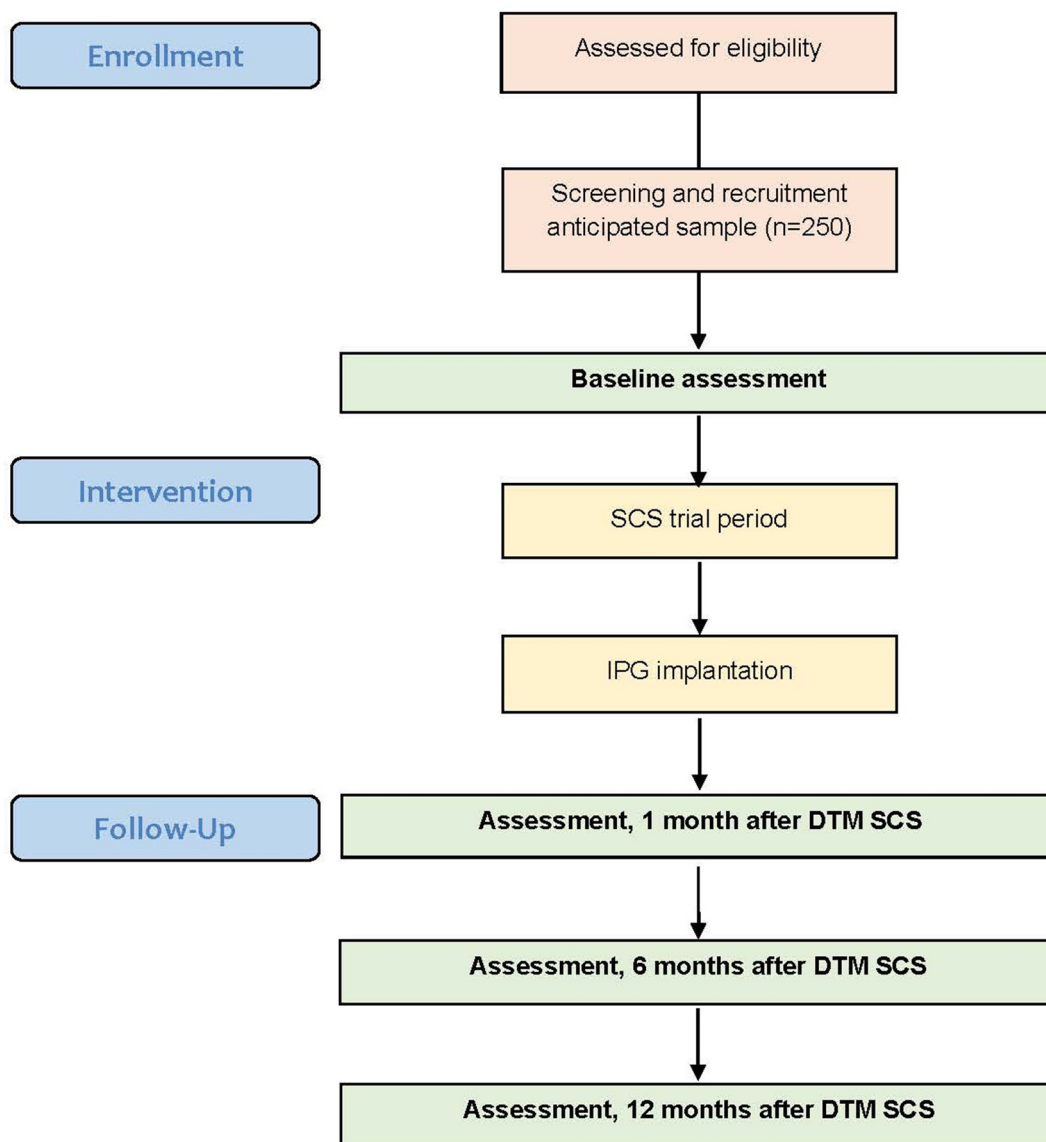 Enrollment
Assessed for eligibility
Screening and recruitment
anticipated sample (n=250)
Baseline assessment
Intervention
SCS trial period
IPG implantation
Follow-Up
Assessment, 1 month after DTM SCS
Assessment, 6 months after DTM SCS
Assessment, 12 months after DTM SCS